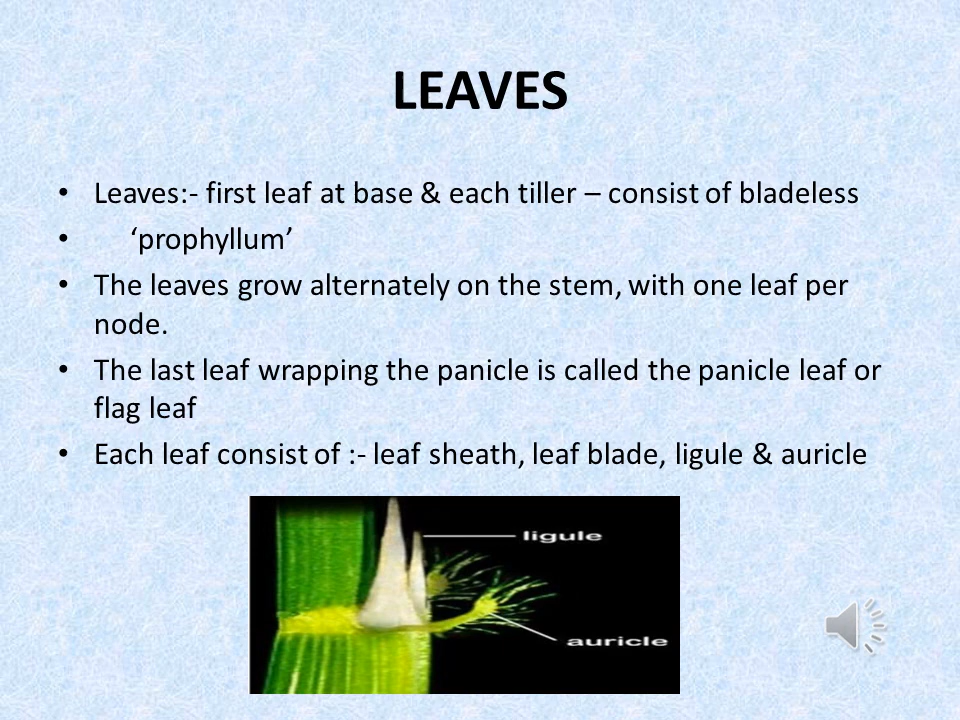 LEAVES
• Leaves:- first leaf at base & each tiller – consist of bladeless
• ‘prophyllum’
• The leaves grow alternately on the stem, with one leaf per
node.
• The last leaf wrapping the panicle is called the panicle leaf or
flag leaf
• Each leaf consist of :- leaf sheath, leaf blade, ligule & auricle
ligule
auricle